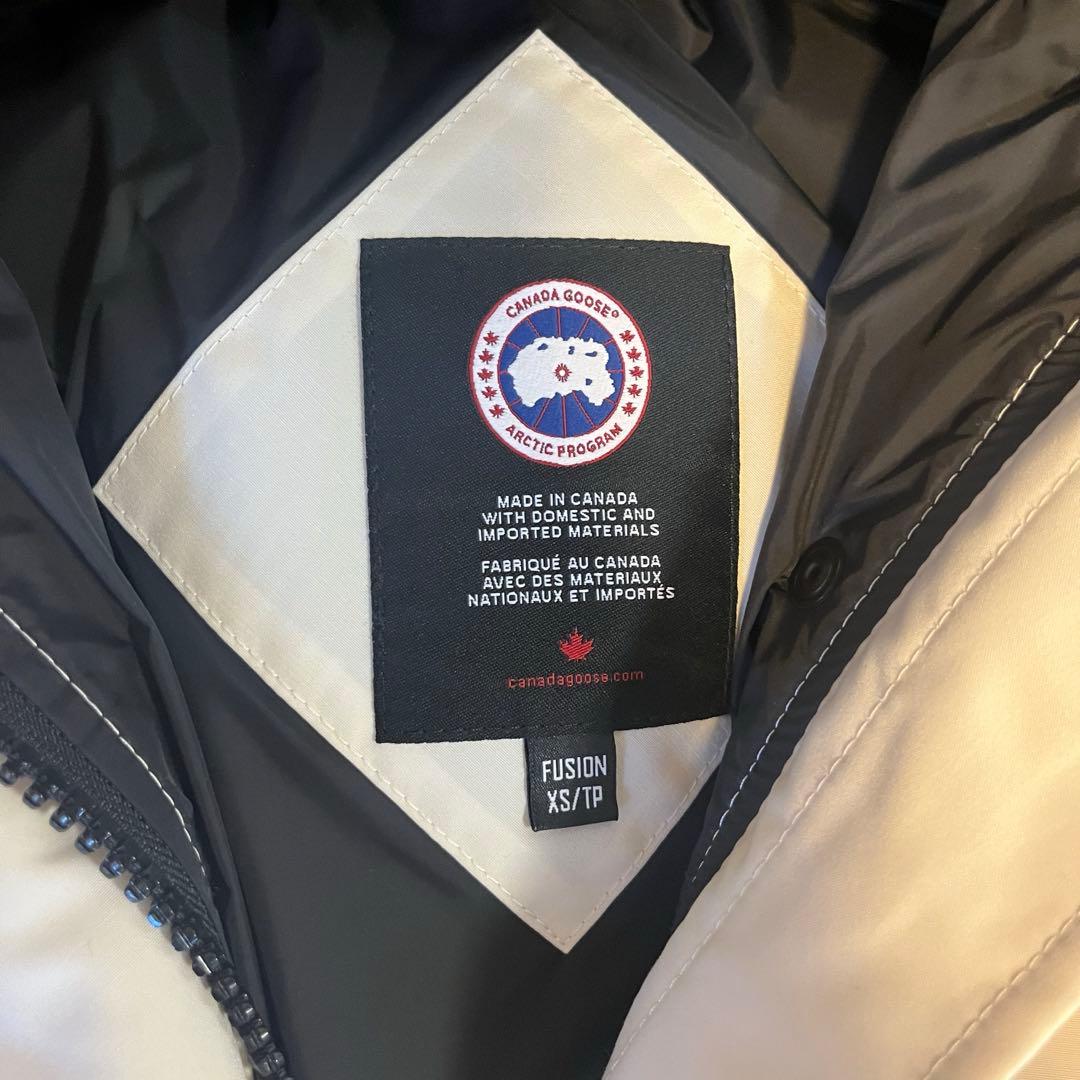 CANADA GOOSE®
ARCTIC PROGRAM
MADE IN CANADA
WITH DOMESTIC AND
IMPORTED MATERIALS
FABRIQUÉ AU CANADA
AVEC DES MATERIAUX
NATIONAUX ET IMPORTÉS
canadagoose.com
FUSION
XS/TP